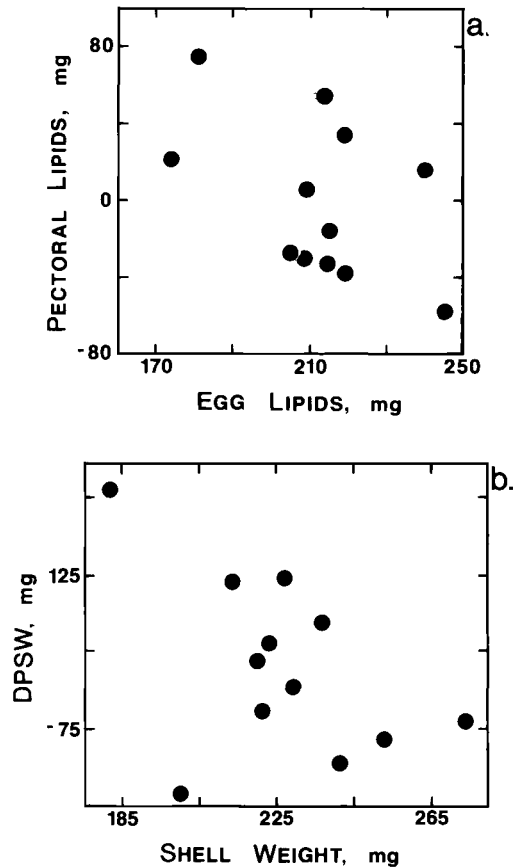 a.
80
0
-80
PECTORAL LIPIDS, mg
170 210 250
EGG LIPIDS, mg
b.
125
-75
DPSW, mg
185 225 265
SHELL WEIGHT, mg